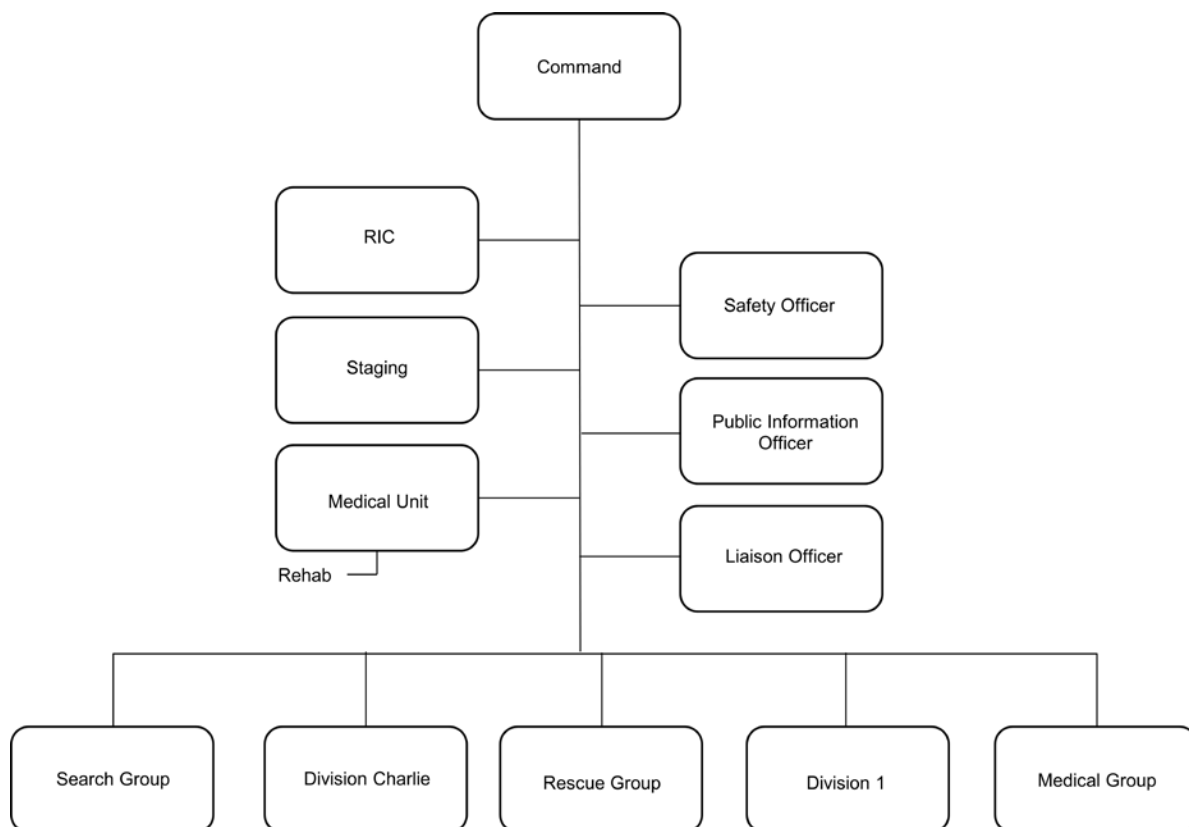 Command
RIC
Safety Officer
Staging
Public Information
Officer
Medical Unit
Liaison Officer
Rehab
Search Group
Division Charlie
Rescue Group
Division 1
Medical Group